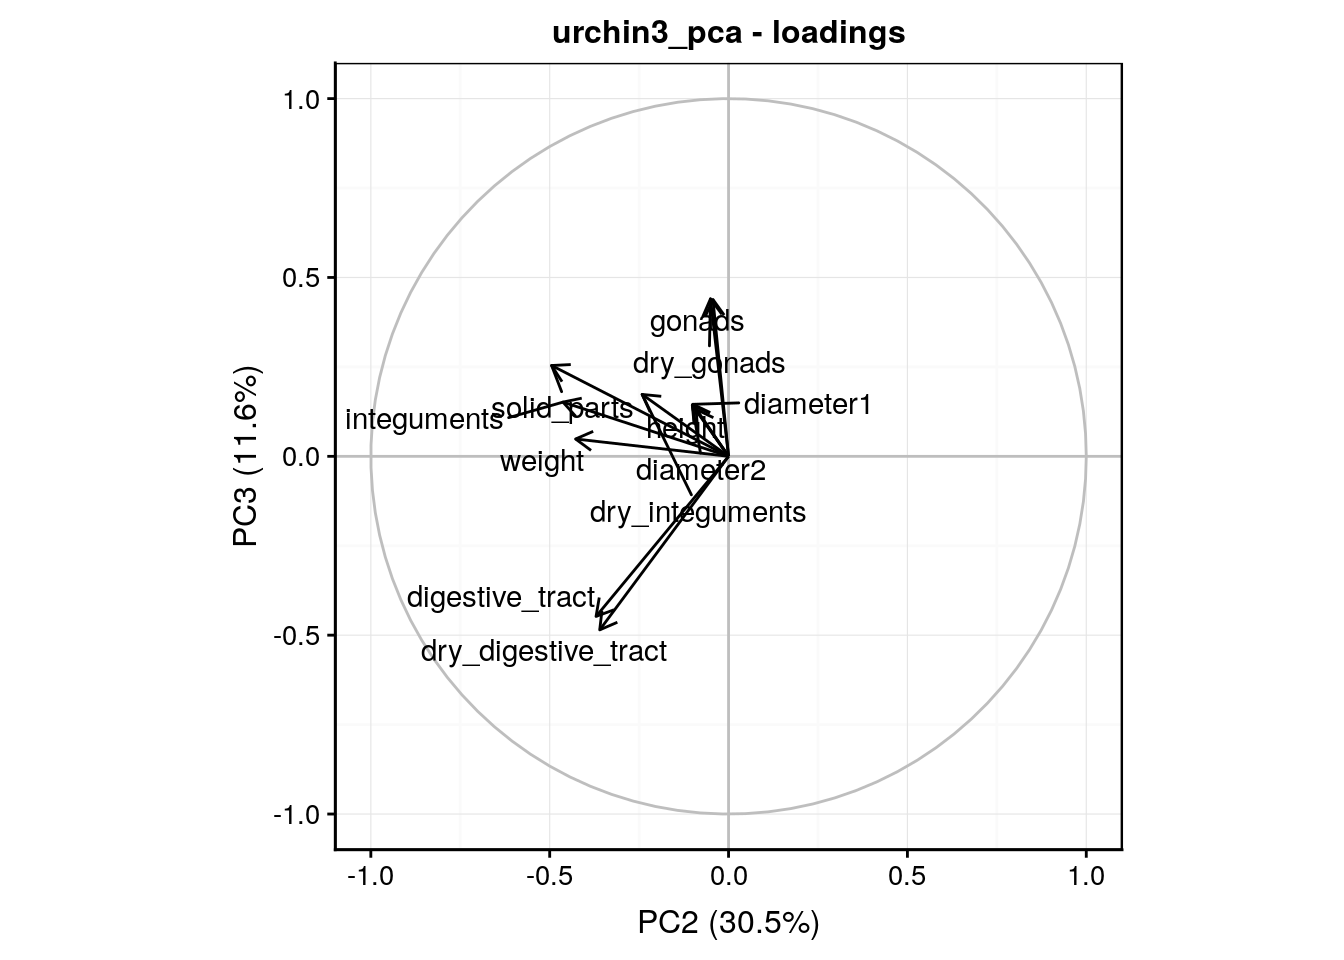 urchin3_pca - loadings
1.0
0.5
0.0
-0.5
-1.0
PC3 (11.6%)
gonads
dry_gonads
diameter1
solid_parts
integuments
height
weight
diameter2
dry_integuments
digestive_tract
dry_digestive_tract
-1.0 -0.5 0.0 0.5 1.0
PC2 (30.5%)